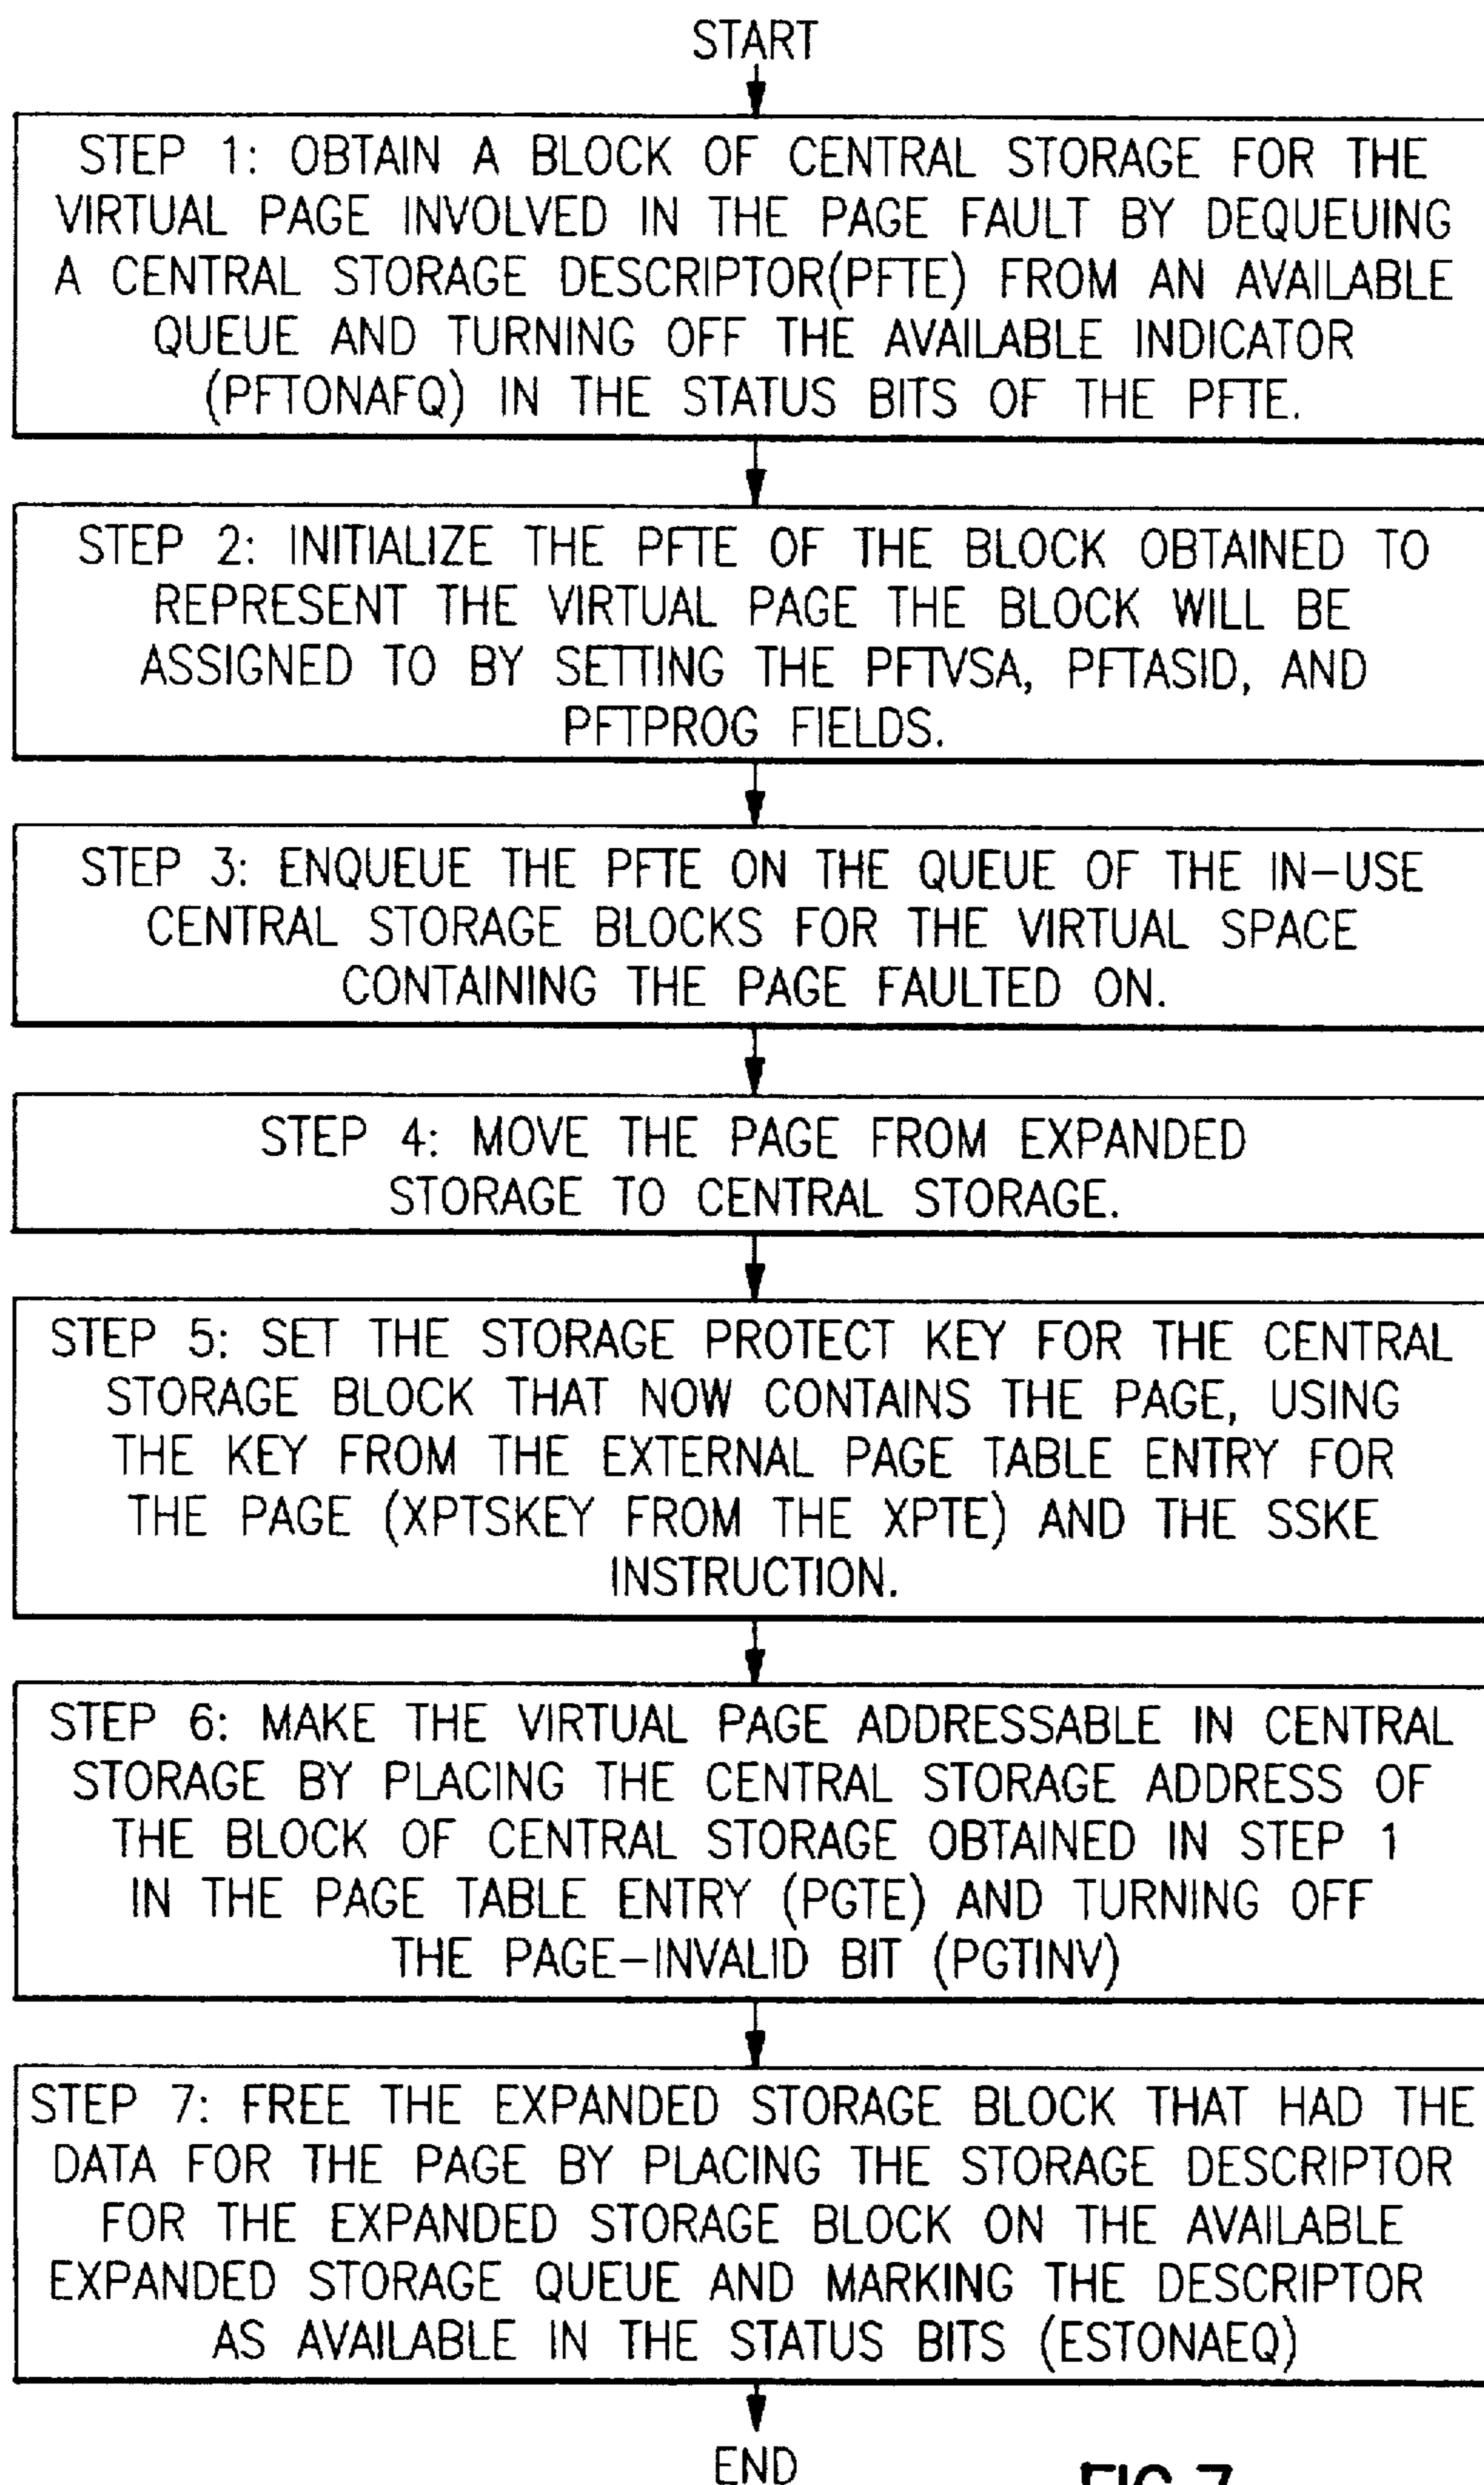 START
STEP 1: OBTAIN A BLOCK OF CENTRAL STORAGE FOR THE
VIRTUAL PAGE INVOLVED IN THE PAGE FAULT BY DEQUEUING
A CENTRAL STORAGE DESCRIPTOR(PFTE) FROM AN AVAILABLE
QUEUE AND TURNING OFF THE AVAILABLE INDICATOR
(PFTONAFQ) IN THE STATUS BITS OF THE PFTE.
STEP 2: INITIALIZE THE PFTE OF THE BLOCK OBTAINED TO
REPRESENT THE VIRTUAL PAGE THE BLOCK WILL BE
ASSIGNED TO BY SETTING THE PFTVSA, PFTASID, AND
PFTPROG FIELDS.
STEP 3: ENQUEUE THE PFTE ON THE QUEUE OF THE IN-USE
CENTRAL STORAGE BLOCKS FOR THE VIRTUAL SPACE
CONTAINING THE PAGE FAULTED ON.
STEP 4: MOVE THE PAGE FROM EXPANDED
STORAGE TO CENTRAL STORAGE.
STEP 5: SET THE STORAGE PROTECT KEY FOR THE CENTRAL
STORAGE BLOCK THAT NOW CONTAINS THE PAGE, USING
THE KEY FROM THE EXTERNAL PAGE TABLE ENTRY FOR
THE PAGE (XPTSKEY FROM THE XPTE) AND THE SSKE
INSTRUCTION.
STEP 6: MAKE THE VIRTUAL PAGE ADDRESSABLE IN CENTRAL
STORAGE BY PLACING THE CENTRAL STORAGE ADDRESS OF
THE BLOCK OF CENTRAL STORAGE OBTAINED IN STEP 1
IN THE PAGE TABLE ENTRY (PGTE) AND TURNING OFF
THE PAGE-INVALID BIT (PGTINV)
STEP 7: FREE THE EXPANDED STORAGE BLOCK THAT HAD THE
DATA FOR THE PAGE BY PLACING THE STORAGE DESCRIPTOR
FOR THE EXPANDED STORAGE BLOCK ON THE AVAILABLE
EXPANDED STORAGE QUEUE AND MARKING THE DESCRIPTOR
AS AVAILABLE IN THE STATUS BITS (ESTONAEQ)
END
FIG.7